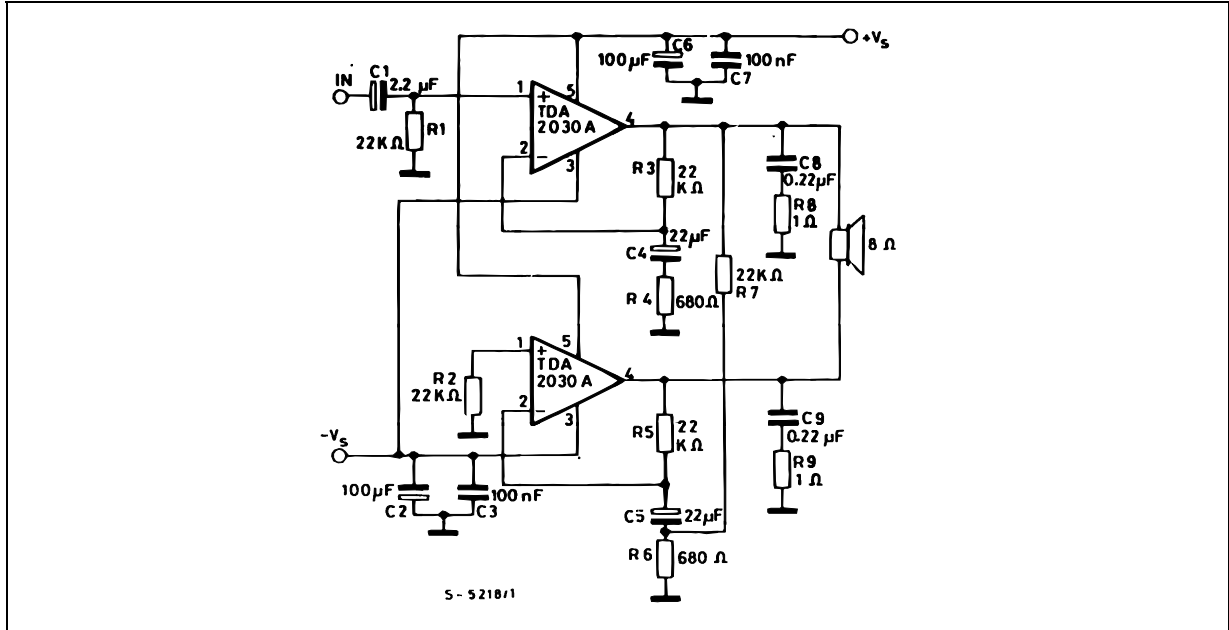 +Vs
C6
100µF
100nF
C7
IN
C1
2.2 µF
1
+
5
TDA
2030A
4
2
−
3
R1
22KΩ
R3
22
KΩ
C8
0.22µF
R8
1Ω
8 Ω
22µF
C4
R4
680Ω
22KΩ
R7
1
+
5
TDA
2030A
4
2
−
3
R2
22KΩ
R5
22
KΩ
C9
0.22µF
R9
1Ω
−Vs
100µF
C2
100nF
C3
C5
22µF
R6
680 Ω
S-5218/1